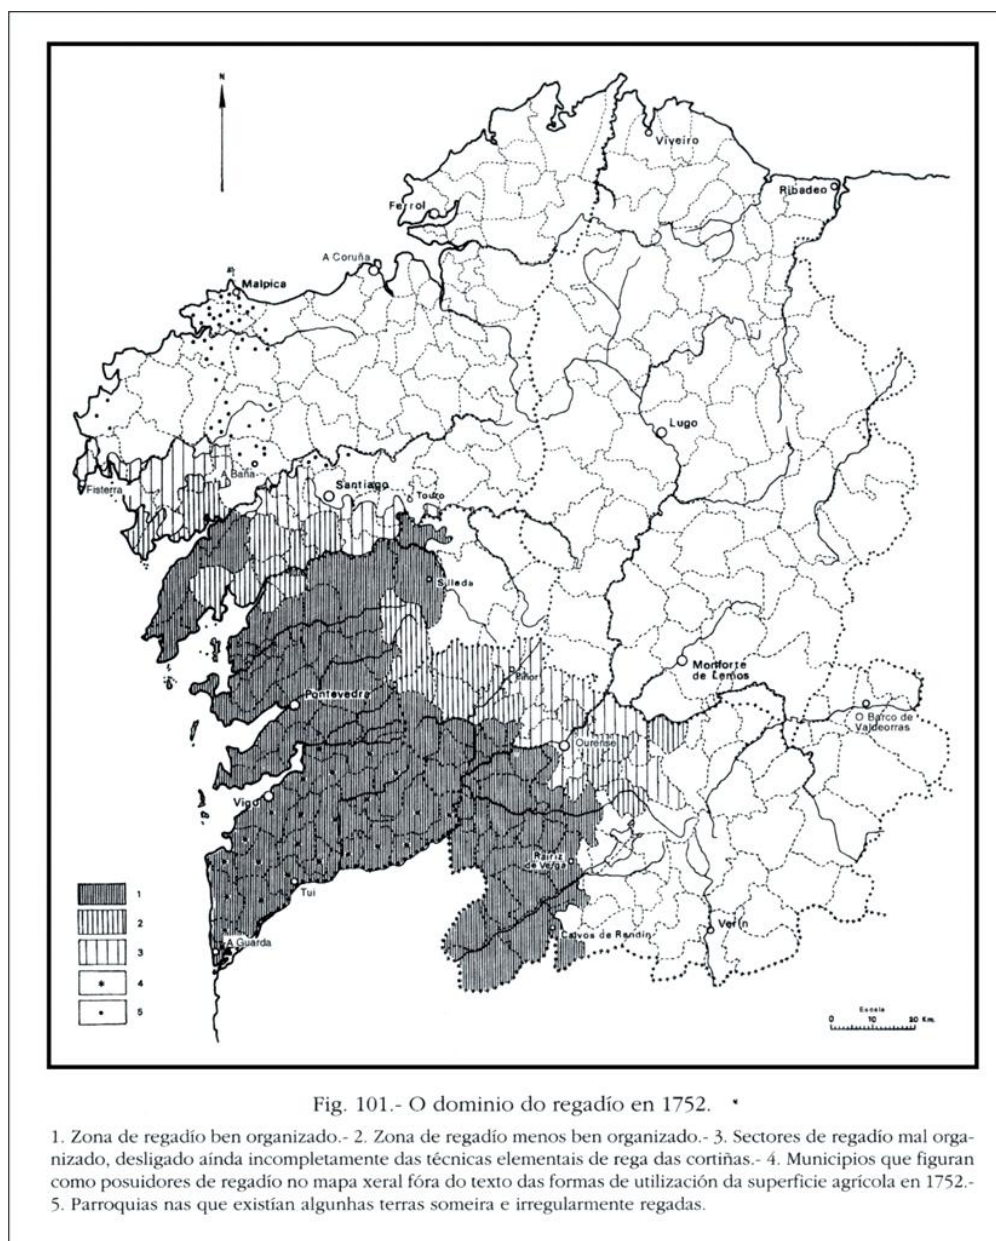 N
Viveiro
Ribadeo
Ferrol
A Coruña
Malpica
Lugo
A Baña
Fisterra
Santiago
Touro
Silleda
Monforte
de Lemos
Piñor
Pontevedra
O Barco de
Valdeorras
Ourense
Vigo
Rairiz
de Veiga
Tui
Verín
Calvos de Randín
A Guarda
1
2
3
4
5
Escala
0 10 20 Km.
Fig. 101.- O dominio do regadío en 1752.
1. Zona de regadío ben organizado.- 2. Zona de regadío menos ben organizado.- 3. Sectores de regadío mal orga-
nizado, desligado aínda incompletamente das técnicas elementais de rega das cortiñas.- 4. Municipios que figuran
como posuidores de regadío no mapa xeral fóra do texto das formas de utilización da superficie agrícola en 1752.-
5. Parroquias nas que existían algunhas terras someira e irregularmente regadas.